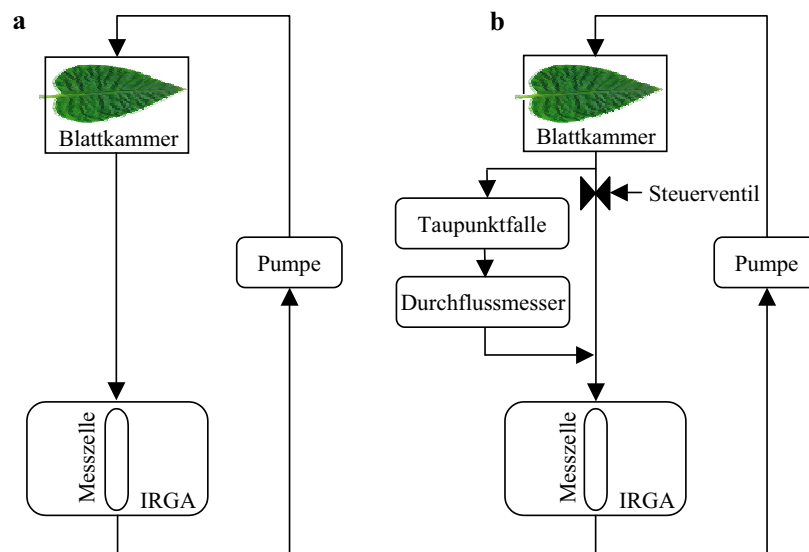 a
Blattkammer
Pumpe
Messzelle
IRGA
b
Blattkammer
Steuerventil
Taupunktfalle
Pumpe
Durchflussmesser
Messzelle
IRGA